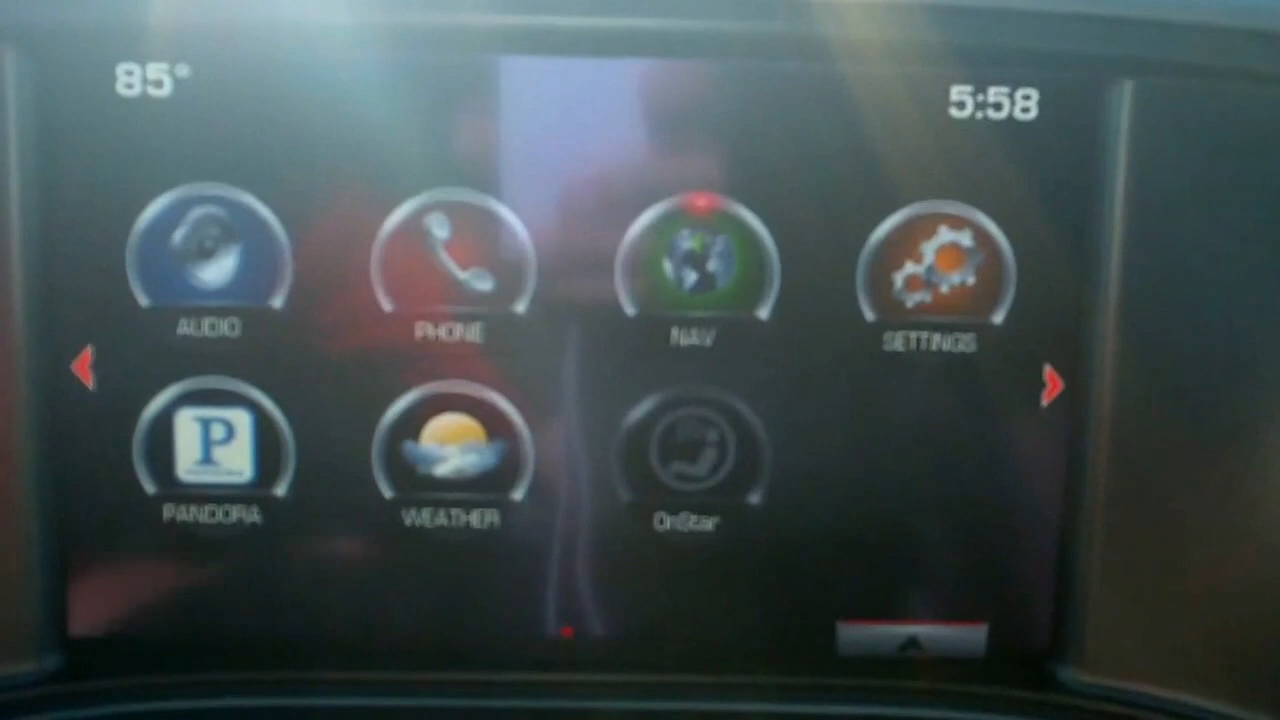 85°
5:58
AUDIO
PHONE
NAV
SETTINGS
P
PANDORA
WEATHER
OnStar